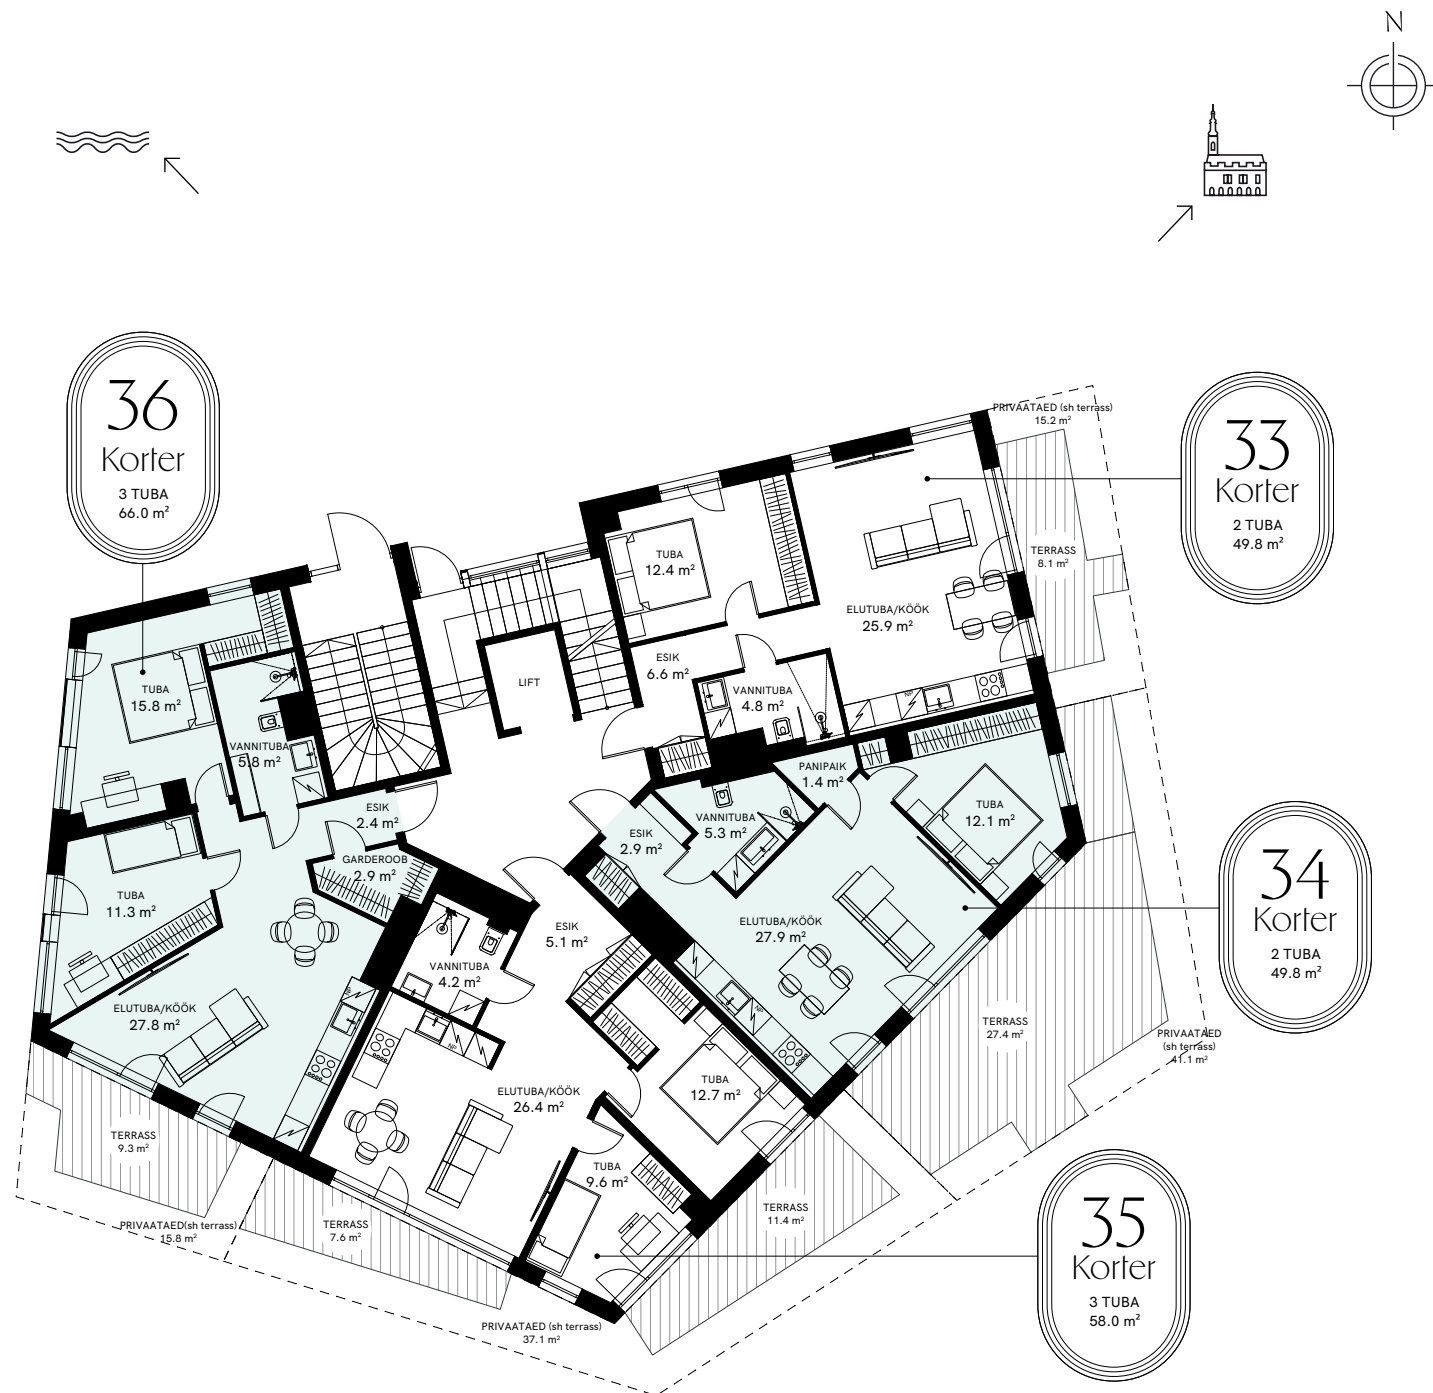 N
36
Korter
3 TUBA
66.0 m²
33
Korter
2 TUBA
49.8 m²
PRIVAATAED (sh terrass)
15.2 m²
TERRASS
8.1 m²
TUBA
12.4 m²
ELUTUBA/KÖÖK
25.9 m²
ESIK
6.6 m²
VANNITUBA
4.8 m²
NP
LIFT
TUBA
15.8 m²
VANNITUBA
5.8 m²
ESIK
2.4 m²
GARDEROOB
2.9 m²
TUBA
11.3 m²
ELUTUBA/KÖÖK
27.8 m²
NP
TERRASS
9.3 m²
PRIVAATAED(sh terrass)
15.8 m²
PANIPAIK
1.4 m²
VANNITUBA
5.3 m²
ESIK
2.9 m²
TUBA
12.1 m²
ELUTUBA/KÖÖK
27.9 m²
NP
34
Korter
2 TUBA
49.8 m²
TERRASS
27.4 m²
PRIVAATAED
(sh terrass)
41.1 m²
ESIK
5.1 m²
VANNITUBA
4.2 m²
NP
ELUTUBA/KÖÖK
26.4 m²
TUBA
12.7 m²
TUBA
9.6 m²
TERRASS
7.6 m²
TERRASS
11.4 m²
PRIVAATAED (sh terrass)
37.1 m²
35
Korter
3 TUBA
58.0 m²